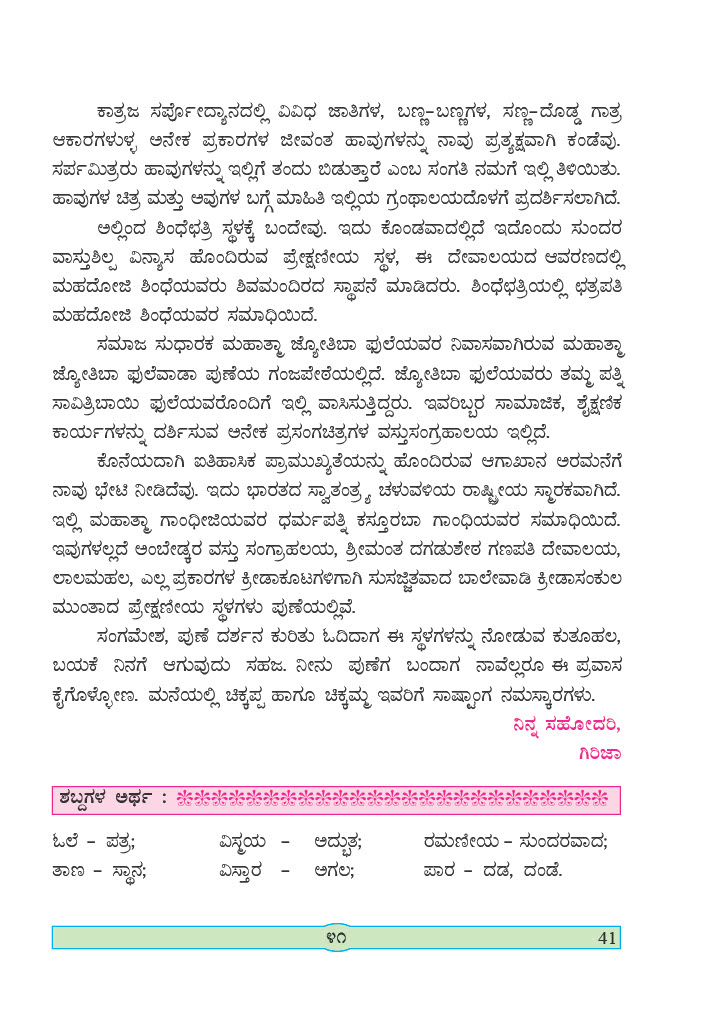 ಕಾತ್ರಜ ಸರ್ಪೋದ್ಯಾನದಲ್ಲಿ ವಿವಿಧ ಜಾತಿಗಳ, ಬಣ್ಣ–ಬಣ್ಣಗಳ, ಸಣ್ಣ–ದೊಡ್ಡ ಗಾತ್ರ
ಆಕಾರಗಳುಳ್ಳ ಅನೇಕ ಪ್ರಕಾರಗಳ ಜೀವಂತ ಹಾವುಗಳನ್ನು ನಾವು ಪ್ರತ್ಯಕ್ಷವಾಗಿ ಕಂಡೆವು.
ಸರ್ಪಮಿತ್ರರು ಹಾವುಗಳನ್ನು ಇಲ್ಲಿಗೆ ತಂದು ಬಿಡುತ್ತಾರೆ ಎಂಬ ಸಂಗತಿ ನಮಗೆ ಇಲ್ಲಿ ತಿಳಿಯಿತು.
ಹಾವುಗಳ ಚಿತ್ರ ಮತ್ತು ಅವುಗಳ ಬಗ್ಗೆ ಮಾಹಿತಿ ಇಲ್ಲಿಯ ಗ್ರಂಥಾಲಯದೊಳಗೆ ಪ್ರದರ್ಶಿಸಲಾಗಿದೆ.
ಅಲ್ಲಿಂದ ಶಿಂಧೆಛತ್ರಿ ಸ್ಥಳಕ್ಕೆ ಬಂದೇವು. ಇದು ಕೊಂಡವಾದಲ್ಲಿದೆ ಇದೊಂದು ಸುಂದರ
ವಾಸ್ತುಶಿಲ್ಪ ವಿನ್ಯಾಸ ಹೊಂದಿರುವ ಪ್ರೇಕ್ಷಣೀಯ ಸ್ಥಳ, ಈ ದೇವಾಲಯದ ಆವರಣದಲ್ಲಿ
ಮಹದೋಜಿ ಶಿಂಧೆಯವರು ಶಿವಮಂದಿರದ ಸ್ಥಾಪನೆ ಮಾಡಿದರು. ಶಿಂಧೆಛತ್ರಿಯಲ್ಲಿ ಛತ್ರಪತಿ
ಮಹದೋಜಿ ಶಿಂಧೆಯವರ ಸಮಾಧಿಯಿದೆ.
ಸಮಾಜ ಸುಧಾರಕ ಮಹಾತ್ಮಾ ಜ್ಯೋತಿಬಾ ಫುಲೆಯವರ ನಿವಾಸವಾಗಿರುವ ಮಹಾತ್ಮಾ
ಜ್ಯೋತಿಬಾ ಫುಲೆವಾಡಾ ಪುಣೆಯ ಗಂಜಪೇಠೆಯಲ್ಲಿದೆ. ಜ್ಯೋತಿಬಾ ಫುಲೆಯವರು ತಮ್ಮ ಪತ್ನಿ
ಸಾವಿತ್ರಿಬಾಯಿ ಫುಲೆಯವರೊಂದಿಗೆ ಇಲ್ಲಿ ವಾಸಿಸುತ್ತಿದ್ದರು. ಇವರಿಬ್ಬರ ಸಾಮಾಜಿಕ, ಶೈಕ್ಷಣಿಕ
ಕಾರ್ಯಗಳನ್ನು ದರ್ಶಿಸುವ ಅನೇಕ ಪ್ರಸಂಗಚಿತ್ರಗಳ ವಸ್ತುಸಂಗ್ರಹಾಲಯ ಇಲ್ಲಿದೆ.
ಕೊನೆಯದಾಗಿ ಐತಿಹಾಸಿಕ ಪ್ರಾಮುಖ್ಯತೆಯನ್ನು ಹೊಂದಿರುವ ಆಗಾಖಾನ ಅರಮನೆಗೆ
ನಾವು ಭೇಟಿ ನೀಡಿದೆವು. ಇದು ಭಾರತದ ಸ್ವಾತಂತ್ರ್ಯ ಚಳುವಳಿಯ ರಾಷ್ಟ್ರೀಯ ಸ್ಮಾರಕವಾಗಿದೆ.
ಇಲ್ಲಿ ಮಹಾತ್ಮಾ ಗಾಂಧೀಜಿಯವರ ಧರ್ಮಪತ್ನಿ ಕಸ್ತೂರಬಾ ಗಾಂಧಿಯವರ ಸಮಾಧಿಯಿದೆ.
ಇವುಗಳಲ್ಲದೆ ಅಂಬೇಡ್ಕರ ವಸ್ತು ಸಂಗ್ರಾಹಲಯ, ಶ್ರೀಮಂತ ದಗಡುಶೇಠ ಗಣಪತಿ ದೇವಾಲಯ,
ಲಾಲಮಹಲ, ಎಲ್ಲ ಪ್ರಕಾರಗಳ ಕ್ರೀಡಾಕೂಟಗಳಿಗಾಗಿ ಸುಸಜ್ಜಿತವಾದ ಬಾಲೇವಾಡಿ ಕ್ರೀಡಾಸಂಕುಲ
ಮುಂತಾದ ಪ್ರೇಕ್ಷಣೀಯ ಸ್ಥಳಗಳು ಪುಣೆಯಲ್ಲಿವೆ.
ಸಂಗಮೇಶ, ಪುಣೆ ದರ್ಶನ ಕುರಿತು ಓದಿದಾಗ ಈ ಸ್ಥಳಗಳನ್ನು ನೋಡುವ ಕುತೂಹಲ,
ಬಯಕೆ ನಿನಗೆ ಆಗುವುದು ಸಹಜ. ನೀನು ಪುಣೆಗ ಬಂದಾಗ ನಾವೆಲ್ಲರೂ ಈ ಪ್ರವಾಸ
ಕೈಗೊಳ್ಳೋಣ. ಮನೆಯಲ್ಲಿ ಚಿಕ್ಕಪ್ಪ ಹಾಗೂ ಚಿಕ್ಕಮ್ಮ ಇವರಿಗೆ ಸಾಷ್ಟಾಂಗ ನಮಸ್ಕಾರಗಳು.
ನಿನ್ನ ಸಹೋದರಿ,
ಗಿರಿಜಾ
ಶಬ್ದಗಳ ಅರ್ಥ :
ಓಲೆ – ಪತ್ರ; ವಿಸ್ಮಯ – ಅದ್ಭುತ; ರಮಣೀಯ – ಸುಂದರವಾದ;
ತಾಣ – ಸ್ಥಾನ; ವಿಸ್ತಾರ – ಅಗಲ; ಪಾರ – ದಡ, ದಂಡೆ.
೪೧ 41